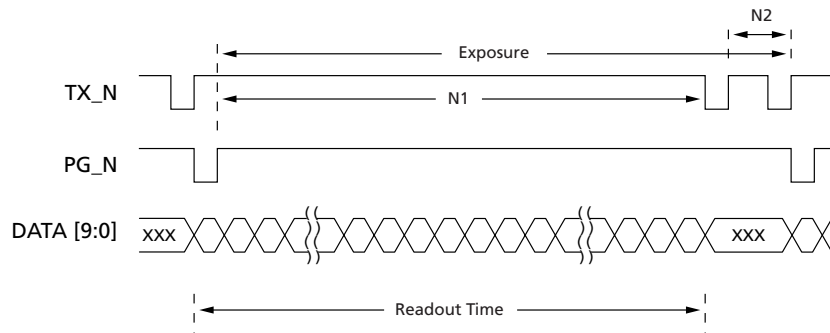 N2
Exposure
TX_N
N1
PG_N
DATA [9:0]
XXX
XXX
Readout Time